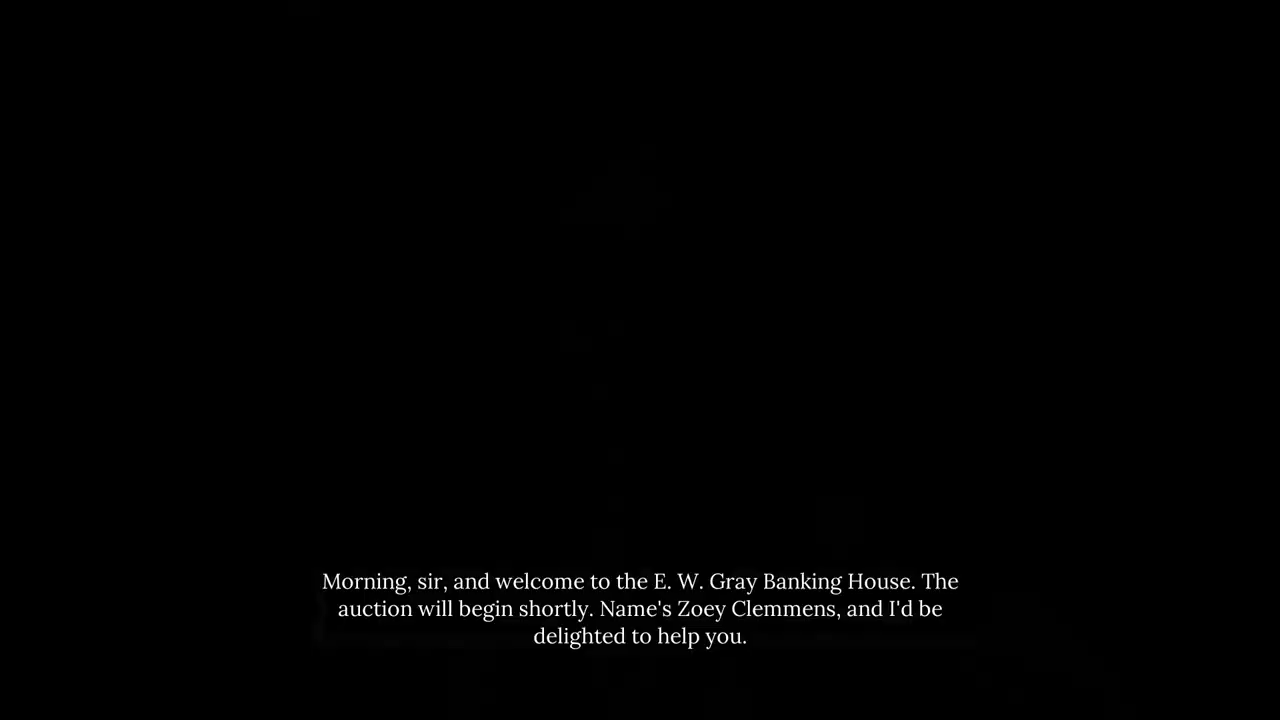 Morning, sir, and welcome to the E. W. Gray Banking House. The
auction will begin shortly. Name's Zoey Clemmens, and I'd be
delighted to help you.